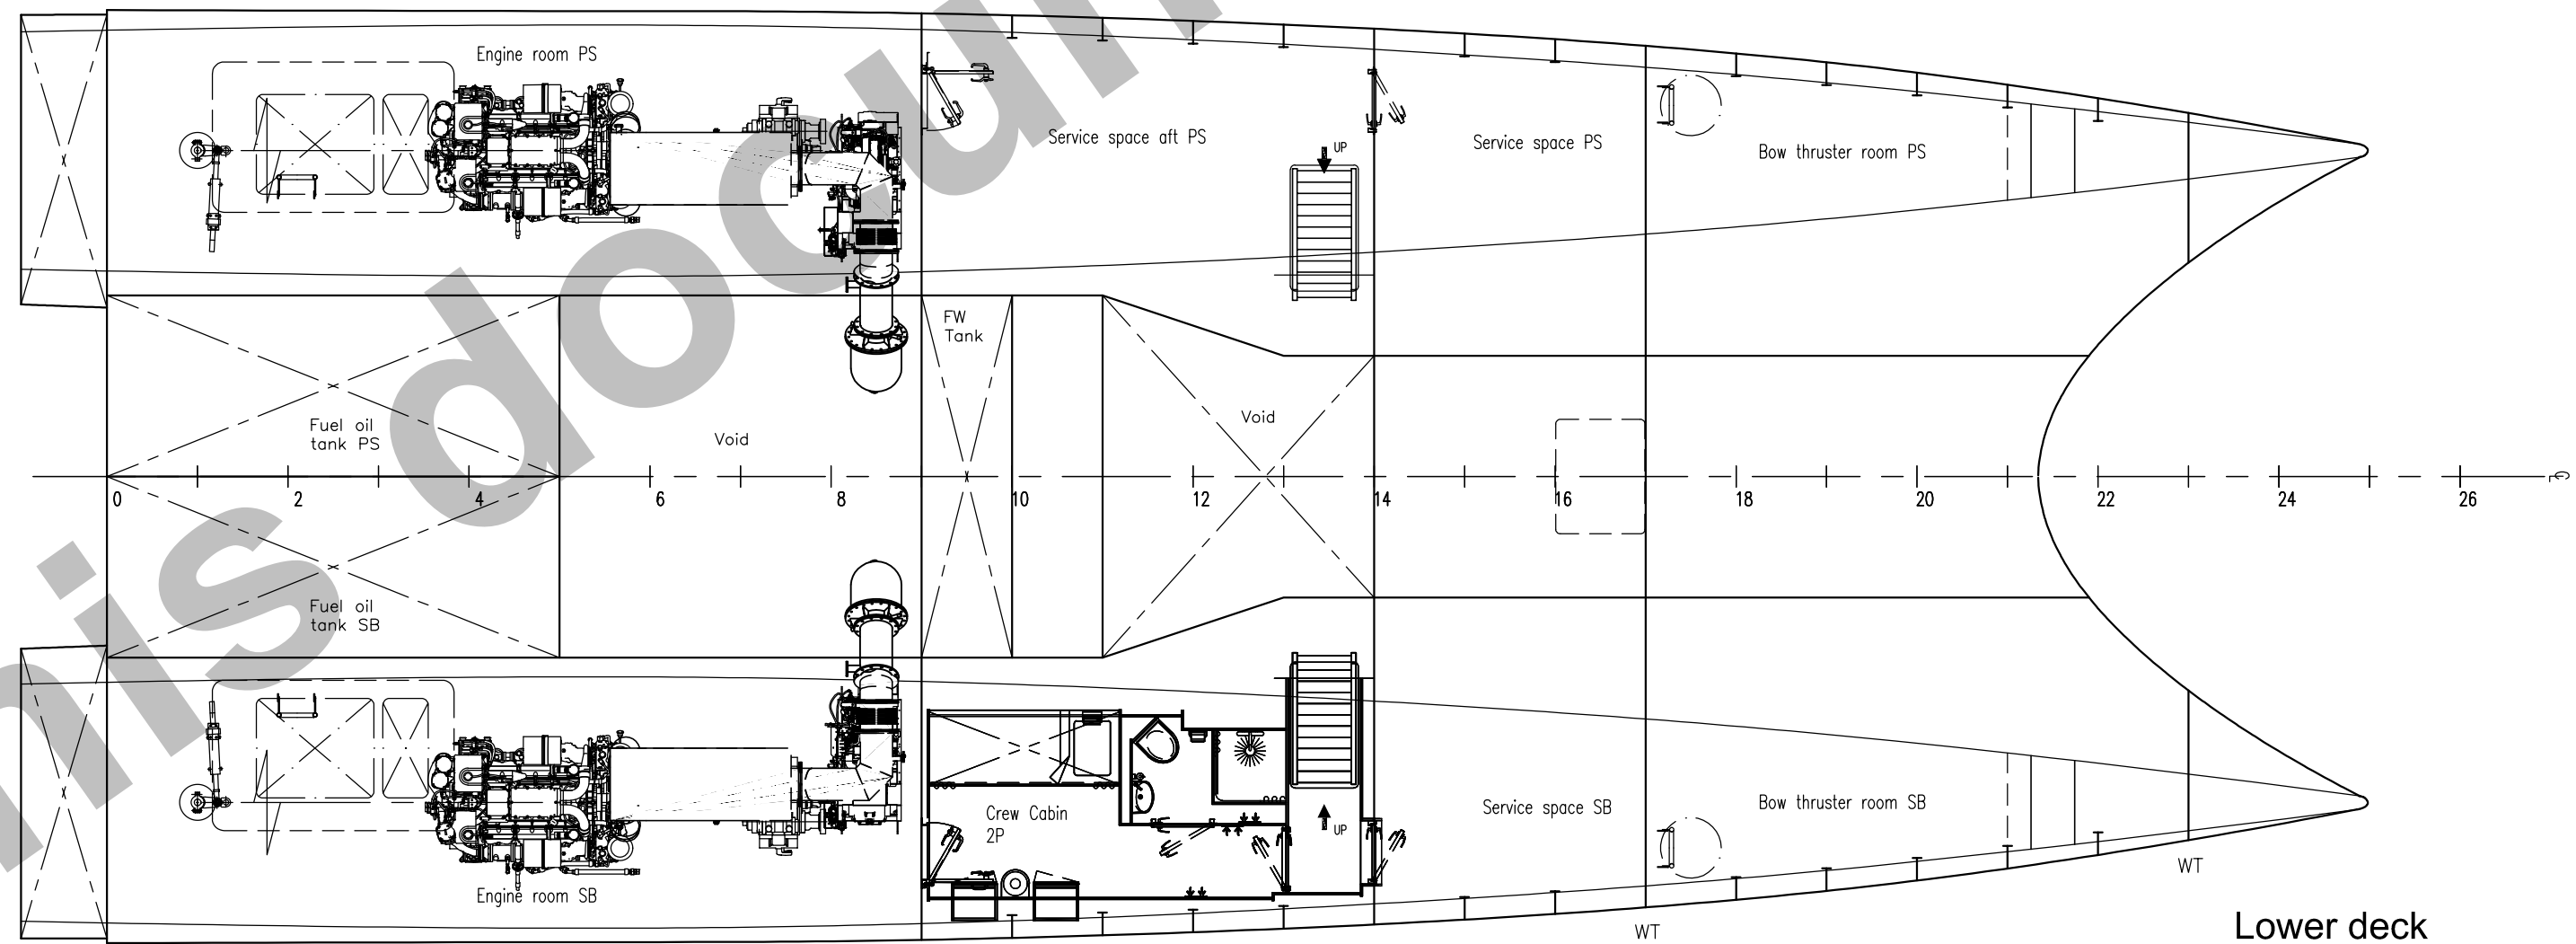 Engine room PS
Service space aft PS
UP
Service space PS
Bow thruster room PS
FW
Tank
Fuel oil
tank PS
Void
Void
0 2 4 6 8 10 12 14 16 18 20 22 24 26
Fuel oil
tank SB
Crew Cabin
2P
UP
Service space SB
Bow thruster room SB
Engine room SB
WT
WT
Lower deck
his docum